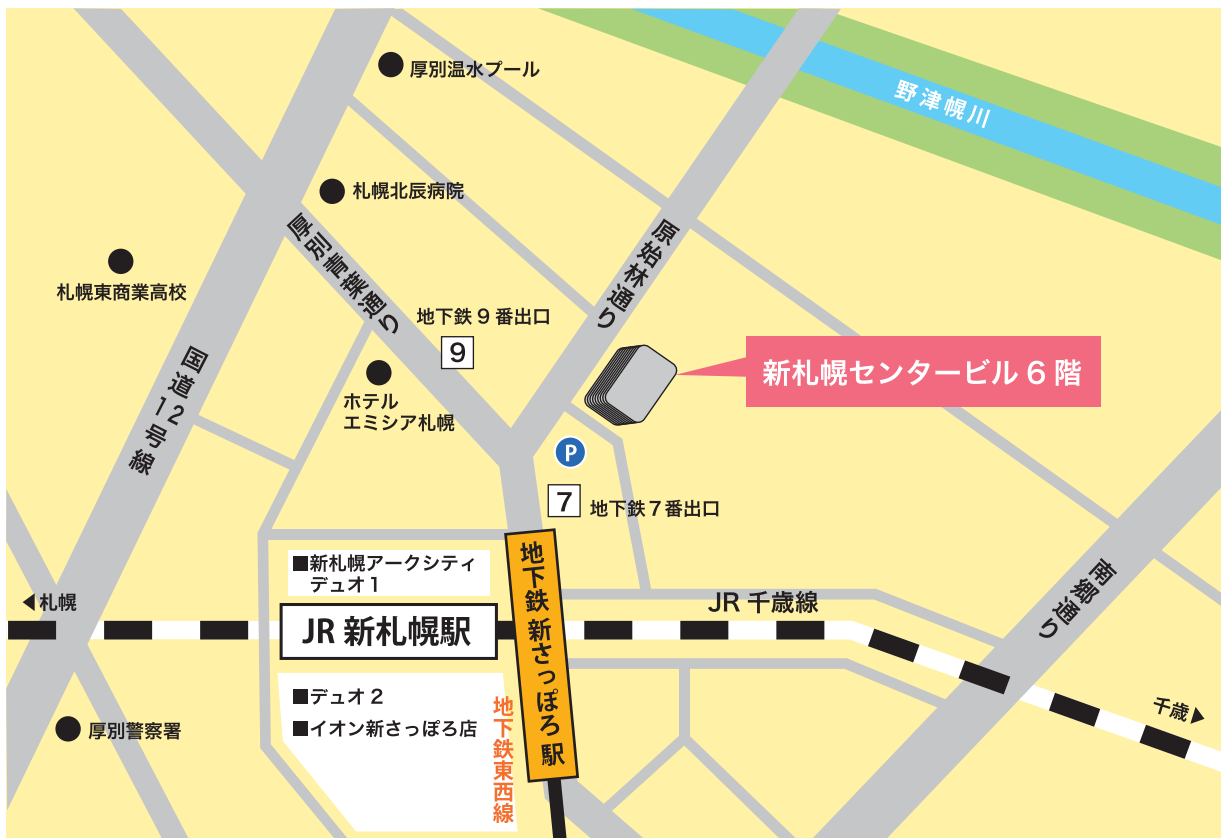 厚別温水プール
野津幌川
札幌北辰病院
厚別青葉通り
原始林通り
札幌東商業高校
地下鉄9番出口
9
国道12号線
ホテル
エミシア札幌
新札幌センタービル6階
P
7
地下鉄7番出口
■新札幌アークシティ
デュオ1
地下鉄 新さっぽろ駅
◀札幌
JR 新札幌駅
JR 千歳線
南郷通り
■デュオ2
■イオン新さっぽろ店
地下鉄東西線
厚別警察署
千歳▶